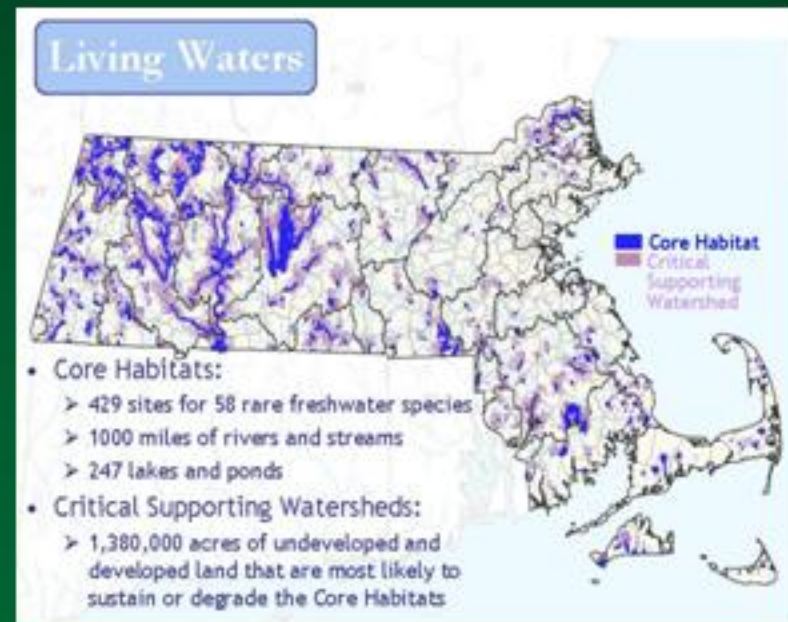 Living Waters
Core Habitat
Critical
Supporting
Watershed
• Core Habitats:
➢ 429 sites for 58 rare freshwater species
➢ 1000 miles of rivers and streams
➢ 247 lakes and ponds
• Critical Supporting Watersheds:
➢ 1,380,000 acres of undeveloped and
developed land that are most likely to
sustain or degrade the Core Habitats